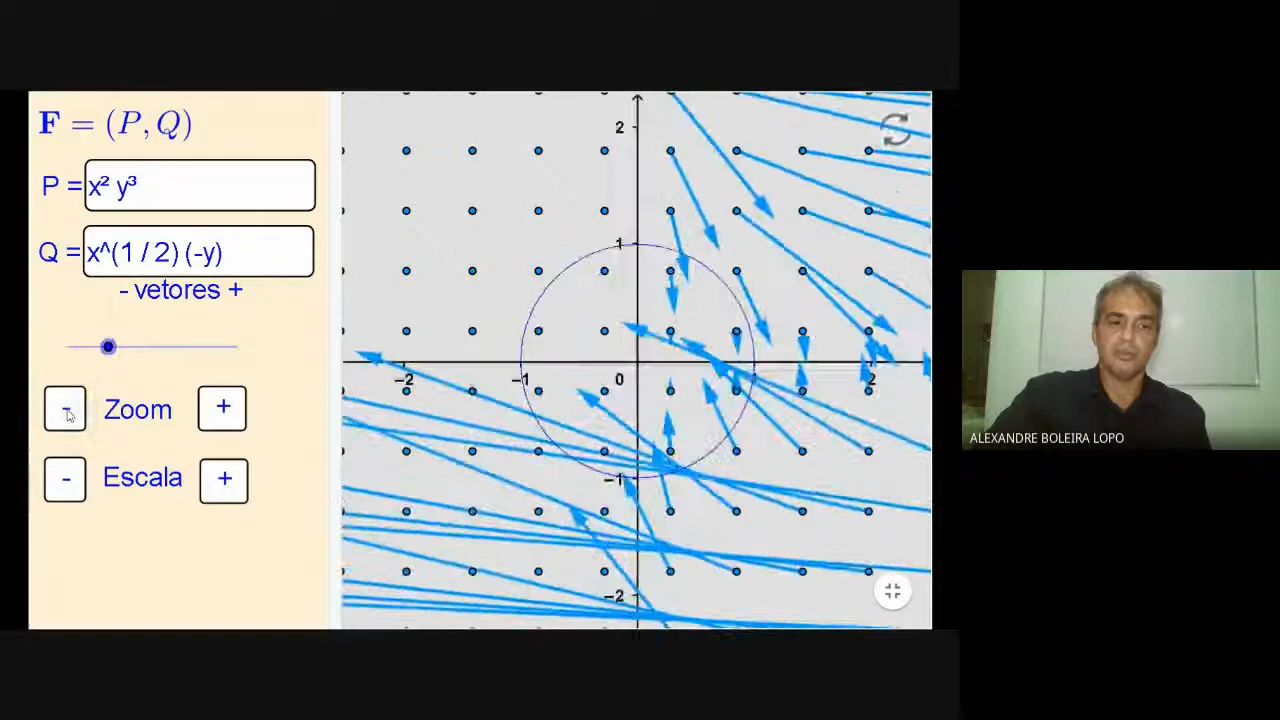 F = (P, Q)
P = x² y³
Q = x^(1 / 2) (-y)
- vetores +
- Zoom +
- Escala +
2
1
−2
−1
0
1
2
−1
−2
ALEXANDRE BOLEIRA LOPO